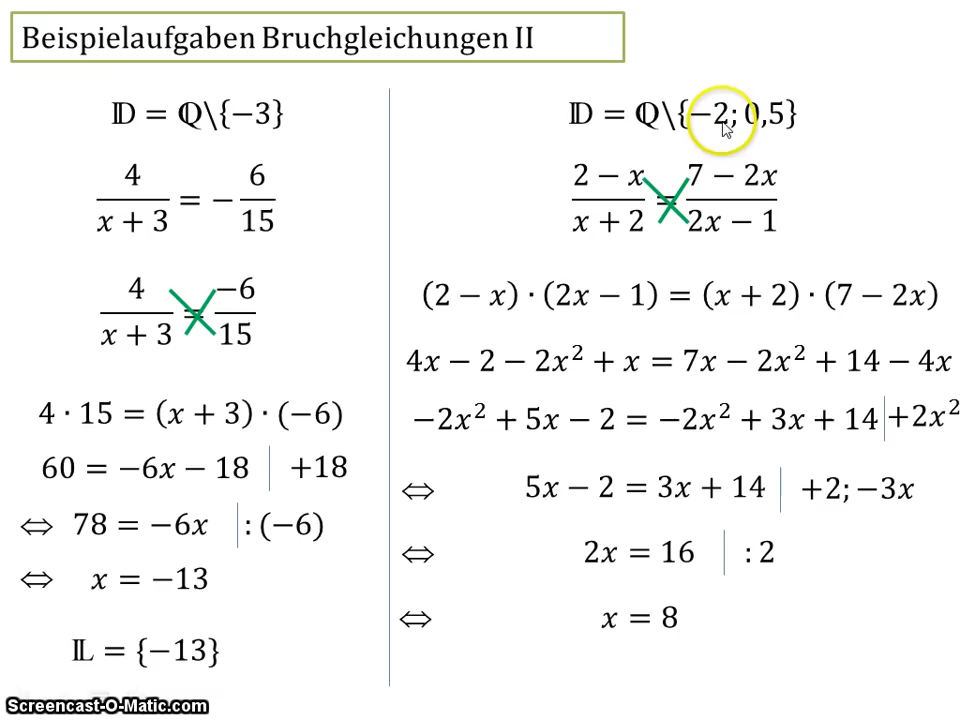 Beispielaufgaben Bruchgleichungen II
𝔻 = ℚ\{−3}
4/(x + 3) = − 6/15
4/(x + 3) = −6/15
4 · 15 = (x + 3) · (−6)
60 = −6x − 18 | +18
⇔ 78 = −6x | : (−6)
⇔ x = −13
𝕃 = {−13}
𝔻 = ℚ\{−2; 0,5}
(2 − x)/(x + 2) = (7 − 2x)/(2x − 1)
(2 − x) · (2x − 1) = (x + 2) · (7 − 2x)
4x − 2 − 2x² + x = 7x − 2x² + 14 − 4x
−2x² + 5x − 2 = −2x² + 3x + 14 | +2x²
⇔ 5x − 2 = 3x + 14 | +2; −3x
⇔ 2x = 16 | : 2
⇔ x = 8
Screencast-O-Matic.com